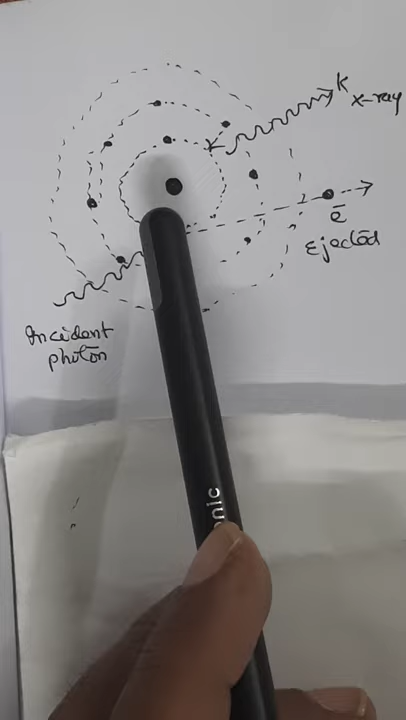 K
x-ray
ē
Ejected
Incident
photon
nic